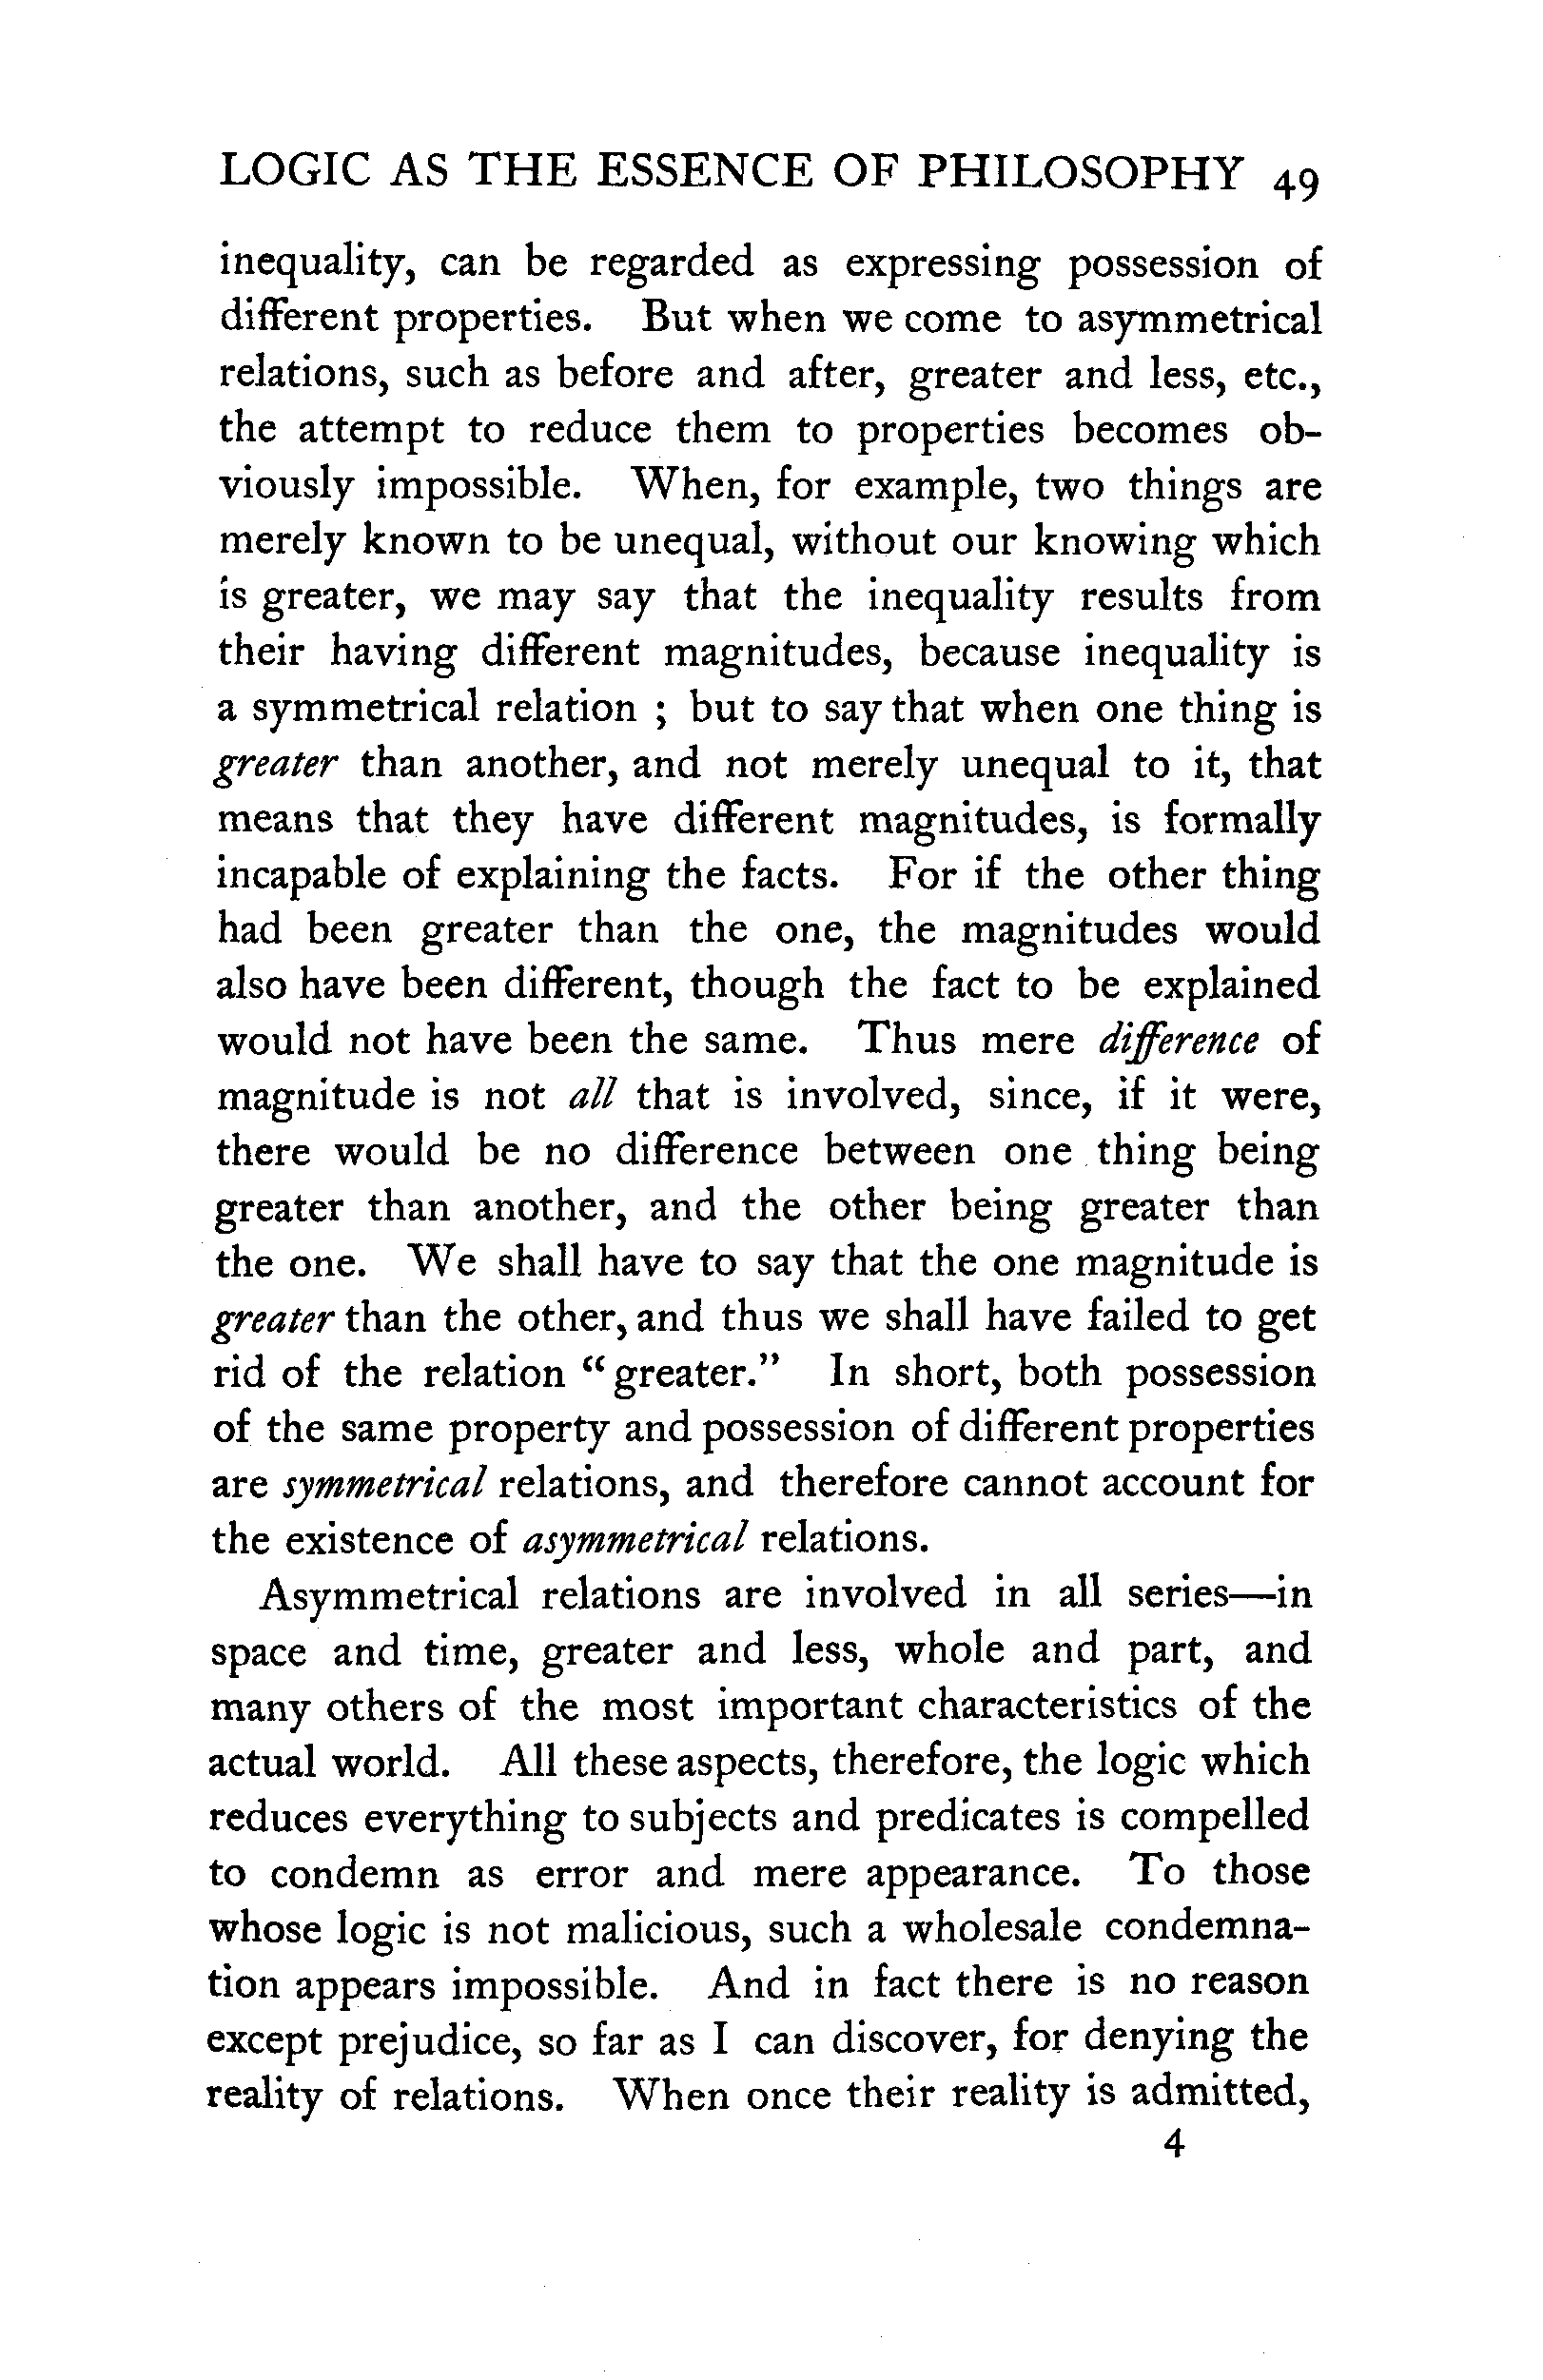 LOGIC AS THE ESSENCE OF PHILOSOPHY 49
inequality, can be regarded as expressing possession of
different properties. But when we come to asymmetrical
relations, such as before and after, greater and less, etc.,
the attempt to reduce them to properties becomes ob-
viously impossible. When, for example, two things are
merely known to be unequal, without our knowing which
is greater, we may say that the inequality results from
their having different magnitudes, because inequality is
a symmetrical relation ; but to say that when one thing is
greater than another, and not merely unequal to it, that
means that they have different magnitudes, is formally
incapable of explaining the facts. For if the other thing
had been greater than the one, the magnitudes would
also have been different, though the fact to be explained
would not have been the same. Thus mere difference of
magnitude is not all that is involved, since, if it were,
there would be no difference between one thing being
greater than another, and the other being greater than
the one. We shall have to say that the one magnitude is
greater than the other, and thus we shall have failed to get
rid of the relation “greater.” In short, both possession
of the same property and possession of different properties
are symmetrical relations, and therefore cannot account for
the existence of asymmetrical relations.
Asymmetrical relations are involved in all series—in
space and time, greater and less, whole and part, and
many others of the most important characteristics of the
actual world. All these aspects, therefore, the logic which
reduces everything to subjects and predicates is compelled
to condemn as error and mere appearance. To those
whose logic is not malicious, such a wholesale condemna-
tion appears impossible. And in fact there is no reason
except prejudice, so far as I can discover, for denying the
reality of relations. When once their reality is admitted,
4